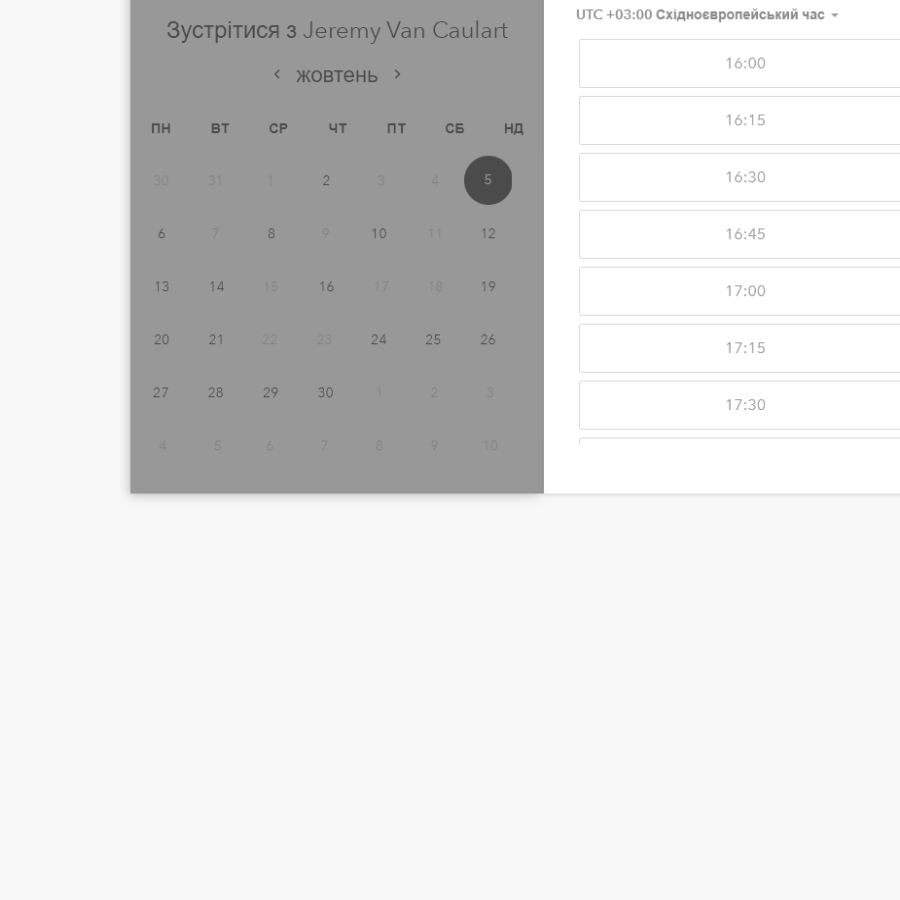 Зустрітися з Jeremy Van Caulart
жовтень
ПН ВТ СР ЧТ ПТ СБ НД
30 31 1 2 3 4 5
6 7 8 9 10 11 12
13 14 15 16 17 18 19
20 21 22 23 24 25 26
27 28 29 30 1 2 3
4 5 6 7 8 9 10
UTC +03:00 Східноєвропейський час
16:00
16:15
16:30
16:45
17:00
17:15
17:30